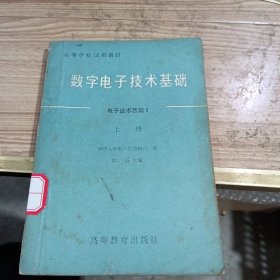 高等学校试用教材
数字电子技术基础
电子技术基础Ⅱ
上册
高等教育出版社